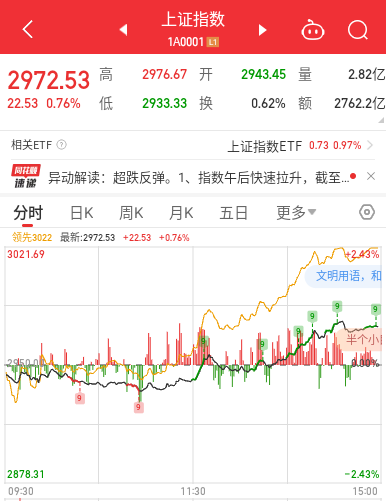 上证指数
1A0001 L1
2972.53 高 2976.67 开 2943.45 量 2.82亿
22.53 0.76% 低 2933.33 换 0.62% 额 2762.2亿
相关ETF ? 上证指数ETF 0.73 0.97%
同花顺
速递
异动解读：超跌反弹。1、指数午后快速拉升，截至...
分时 日K 周K 月K 五日 更多
领先3022 最新:2972.53 +22.53 +0.76%
3021.69 +2.43%
文明用语，和
9
9
9
9
9
9
半个小
2950.00 0.00%
9
9
2878.31 -2.43%
09:30 11:30 15:00